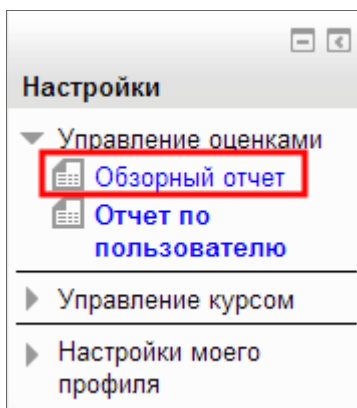 Настройки
Управление оценками
Обзорный отчет
Отчет по
пользователю
Управление курсом
Настройки моего
профиля